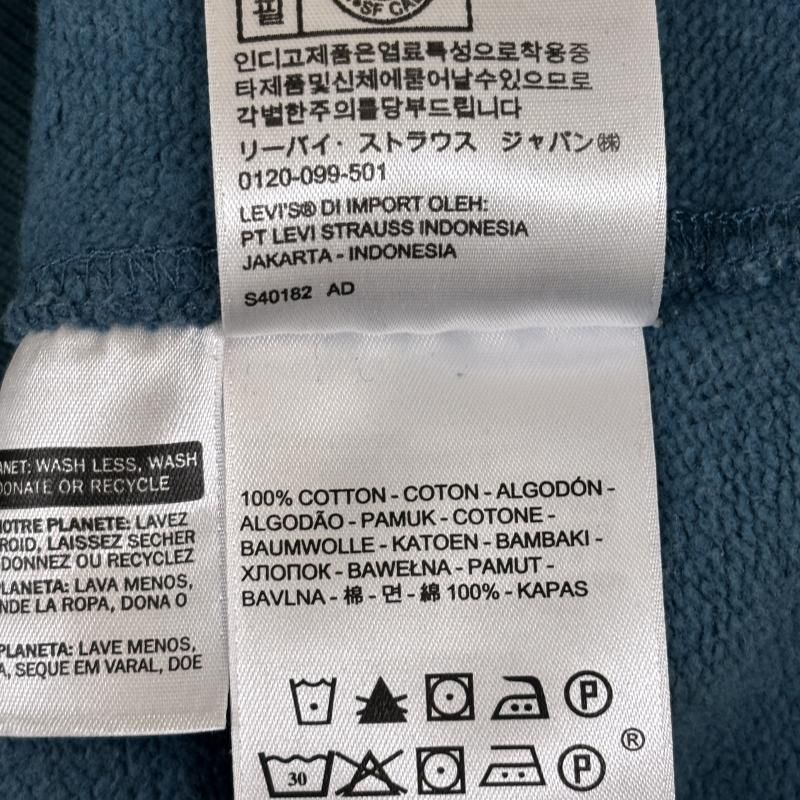 필
SF CA
인디고제품은염료특성으로착용중
타제품및신체에묻어날수있으므로
각별한주의를당부드립니다
リーバイ・ストラウス ジャパン㈱
0120-099-501
LEVI'S® DI IMPORT OLEH:
PT LEVI STRAUSS INDONESIA
JAKARTA - INDONESIA
S40182 AD
ANET: WASH LESS, WASH
DONATE OR RECYCLE
NOTRE PLANETE: LAVEZ
ROID, LAISSEZ SECHER
DONNEZ OU RECYCLEZ
PLANETA: LAVA MENOS,
NDE LA ROPA, DONA O
PLANETA: LAVE MENOS,
A, SEQUE EM VARAL, DOE
100% COTTON - COTON - ALGODÓN -
ALGODÃO - PAMUK - COTONE -
BAUMWOLLE - KATOEN - BAMBAKI -
ХЛОПОК - BAWEŁNA - PAMUT -
BAVLNA - 棉 - 면 - 綿 100% - KAPAS
P
®
30 P